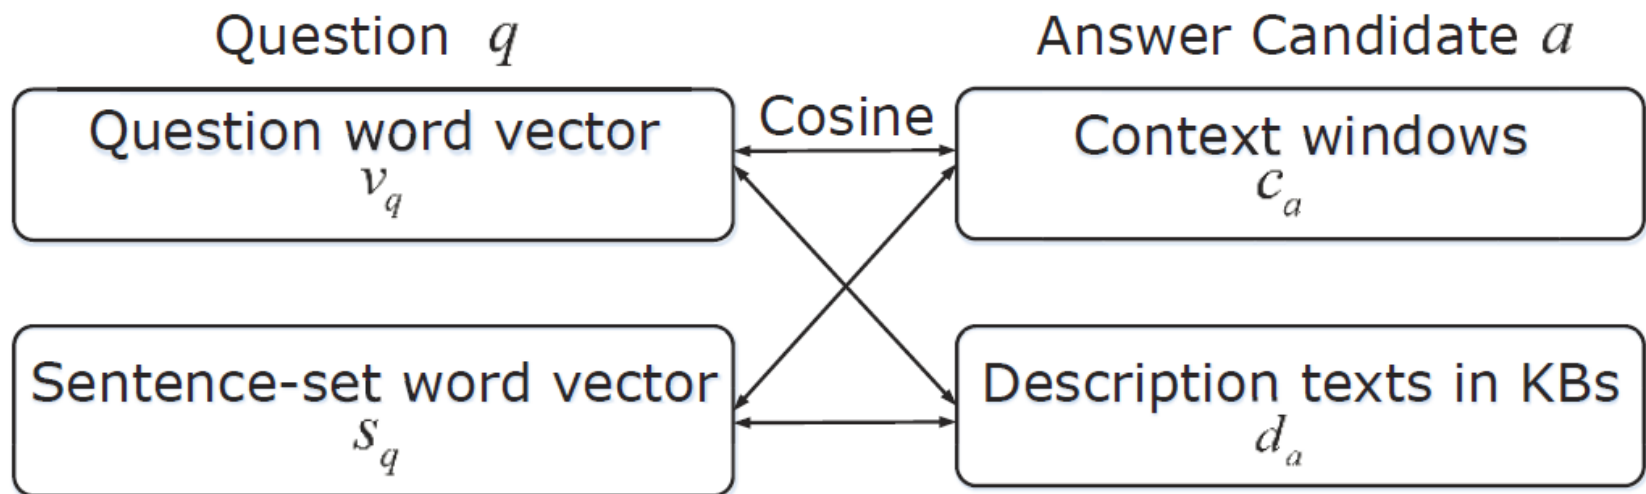 Question q
Answer Candidate a
Question word vector
v_q
Cosine
Context windows
c_a
Sentence-set word vector
s_q
Description texts in KBs
d_a